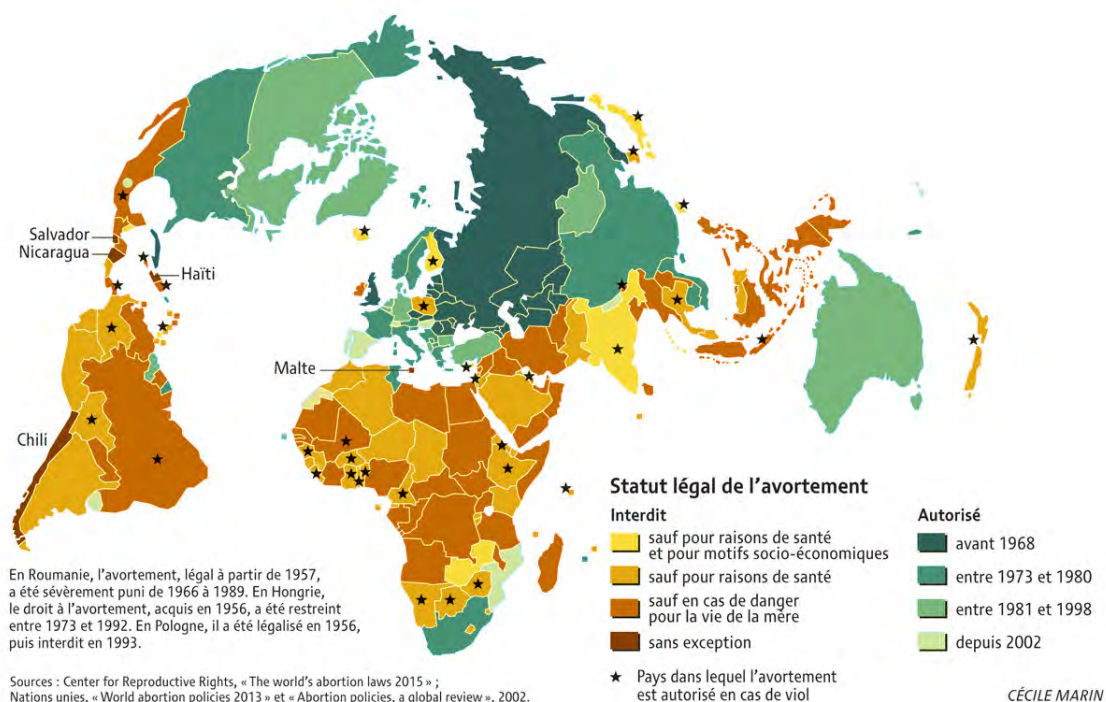 Salvador
Nicaragua
Haïti
Malte
Chili
Statut légal de l’avortement
Interdit
sauf pour raisons de santé
et pour motifs socio-économiques
sauf pour raisons de santé
sauf en cas de danger
pour la vie de la mère
sans exception
Pays dans lequel l’avortement
est autorisé en cas de viol
Autorisé
avant 1968
entre 1973 et 1980
entre 1981 et 1998
depuis 2002
En Roumanie, l’avortement, légal à partir de 1957,
a été sévèrement puni de 1966 à 1989. En Hongrie,
le droit à l’avortement, acquis en 1956, a été restreint
entre 1973 et 1992. En Pologne, il a été légalisé en 1956,
puis interdit en 1993.
Sources : Center for Reproductive Rights, « The world’s abortion laws 2015 » ;
Nations unies, « World abortion policies 2013 » et « Abortion policies, a global review », 2002.
CÉCILE MARIN